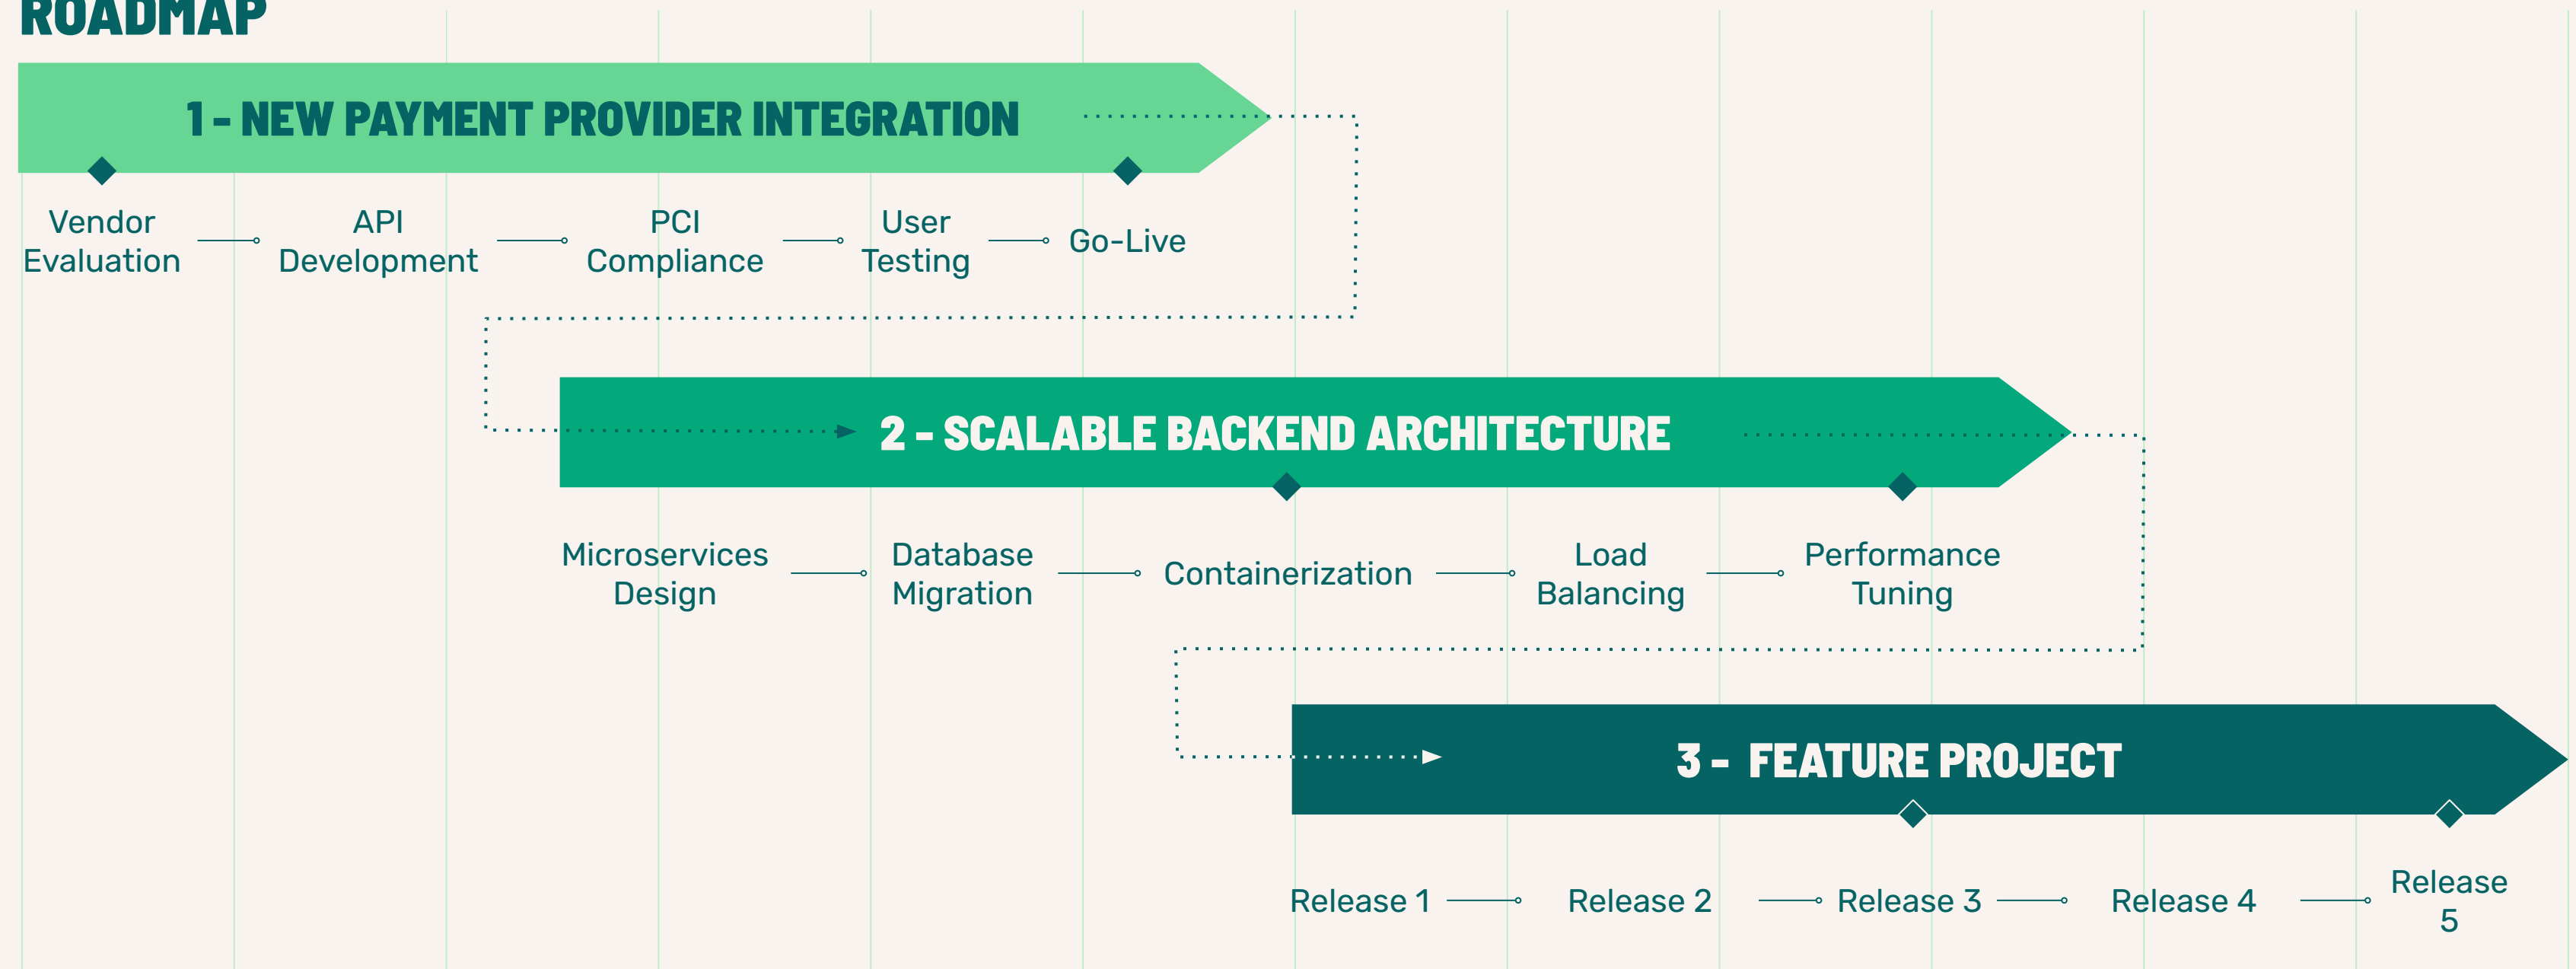 ROADMAP
1 - NEW PAYMENT PROVIDER INTEGRATION
Vendor
Evaluation
API
Development
PCI
Compliance
User
Testing
Go-Live
2 - SCALABLE BACKEND ARCHITECTURE
Microservices
Design
Database
Migration
Containerization
Load
Balancing
Performance
Tuning
3 - FEATURE PROJECT
Release 1
Release 2
Release 3
Release 4
Release
5